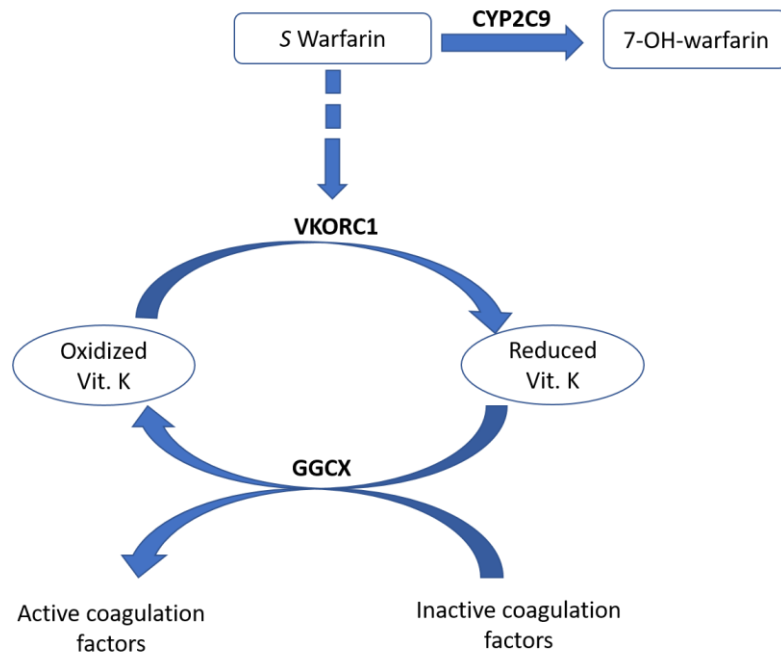 CYP2C9
S Warfarin
7-OH-warfarin
VKORC1
Oxidized
Vit. K
Reduced
Vit. K
GGCX
Active coagulation
factors
Inactive coagulation
factors